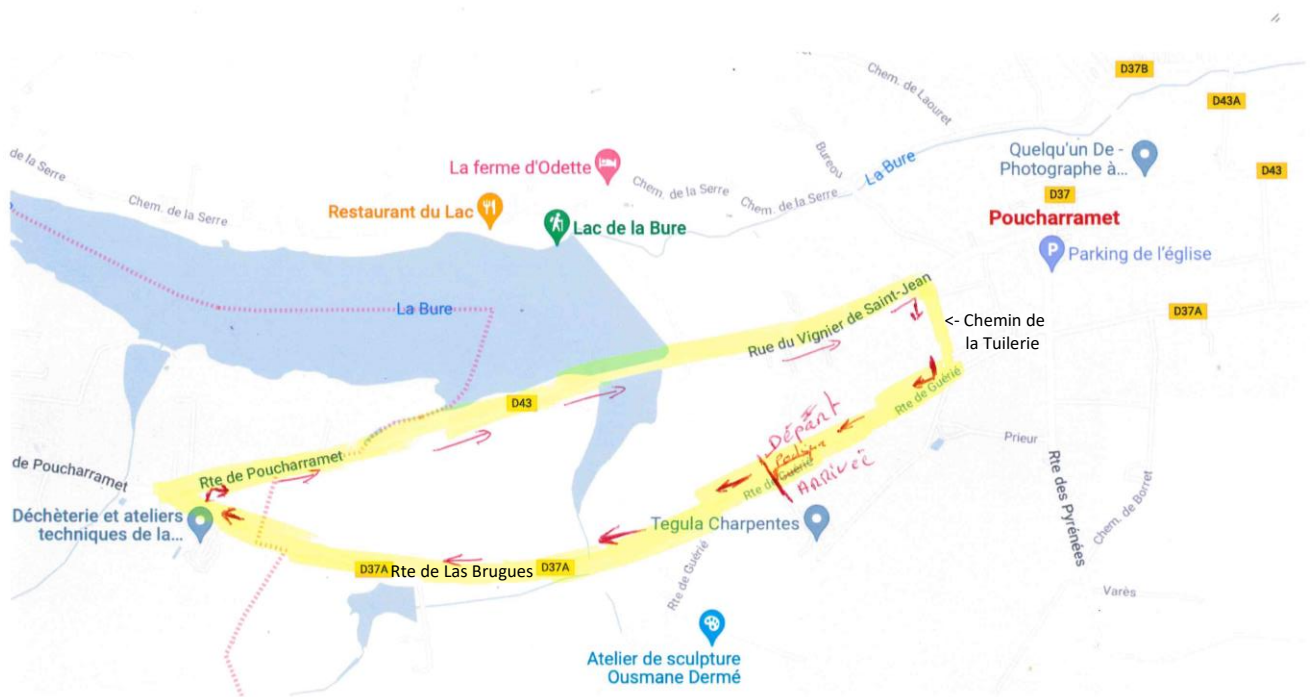 D37B
D43A
Chem. de Laouret
Bureou
La Bure
Quelqu'un De -
Photographe à...
D43
D37
de la Serre
Chem. de la Serre
La ferme d'Odette
Chem. de la Serre
Chem. de la Serre
Restaurant du Lac
Lac de la Bure
Poucharramet
P
Parking de l'église
La Bure
Rue du Vignier de Saint-Jean
<- Chemin de
la Tuilerie
D37A
D43
Rte de Guérié
DÉPART
ARRIVÉE
Rte de Guérié
Prieur
Rte des Pyrénées
Chem. de Borret
de Poucharramet
Rte de Poucharramet
Déchèterie et ateliers
techniques de la...
Tegula Charpentes
D37A Rte de Las Brugues D37A
Rte de Guérié
Varès
Atelier de sculpture
Ousmane Dermé